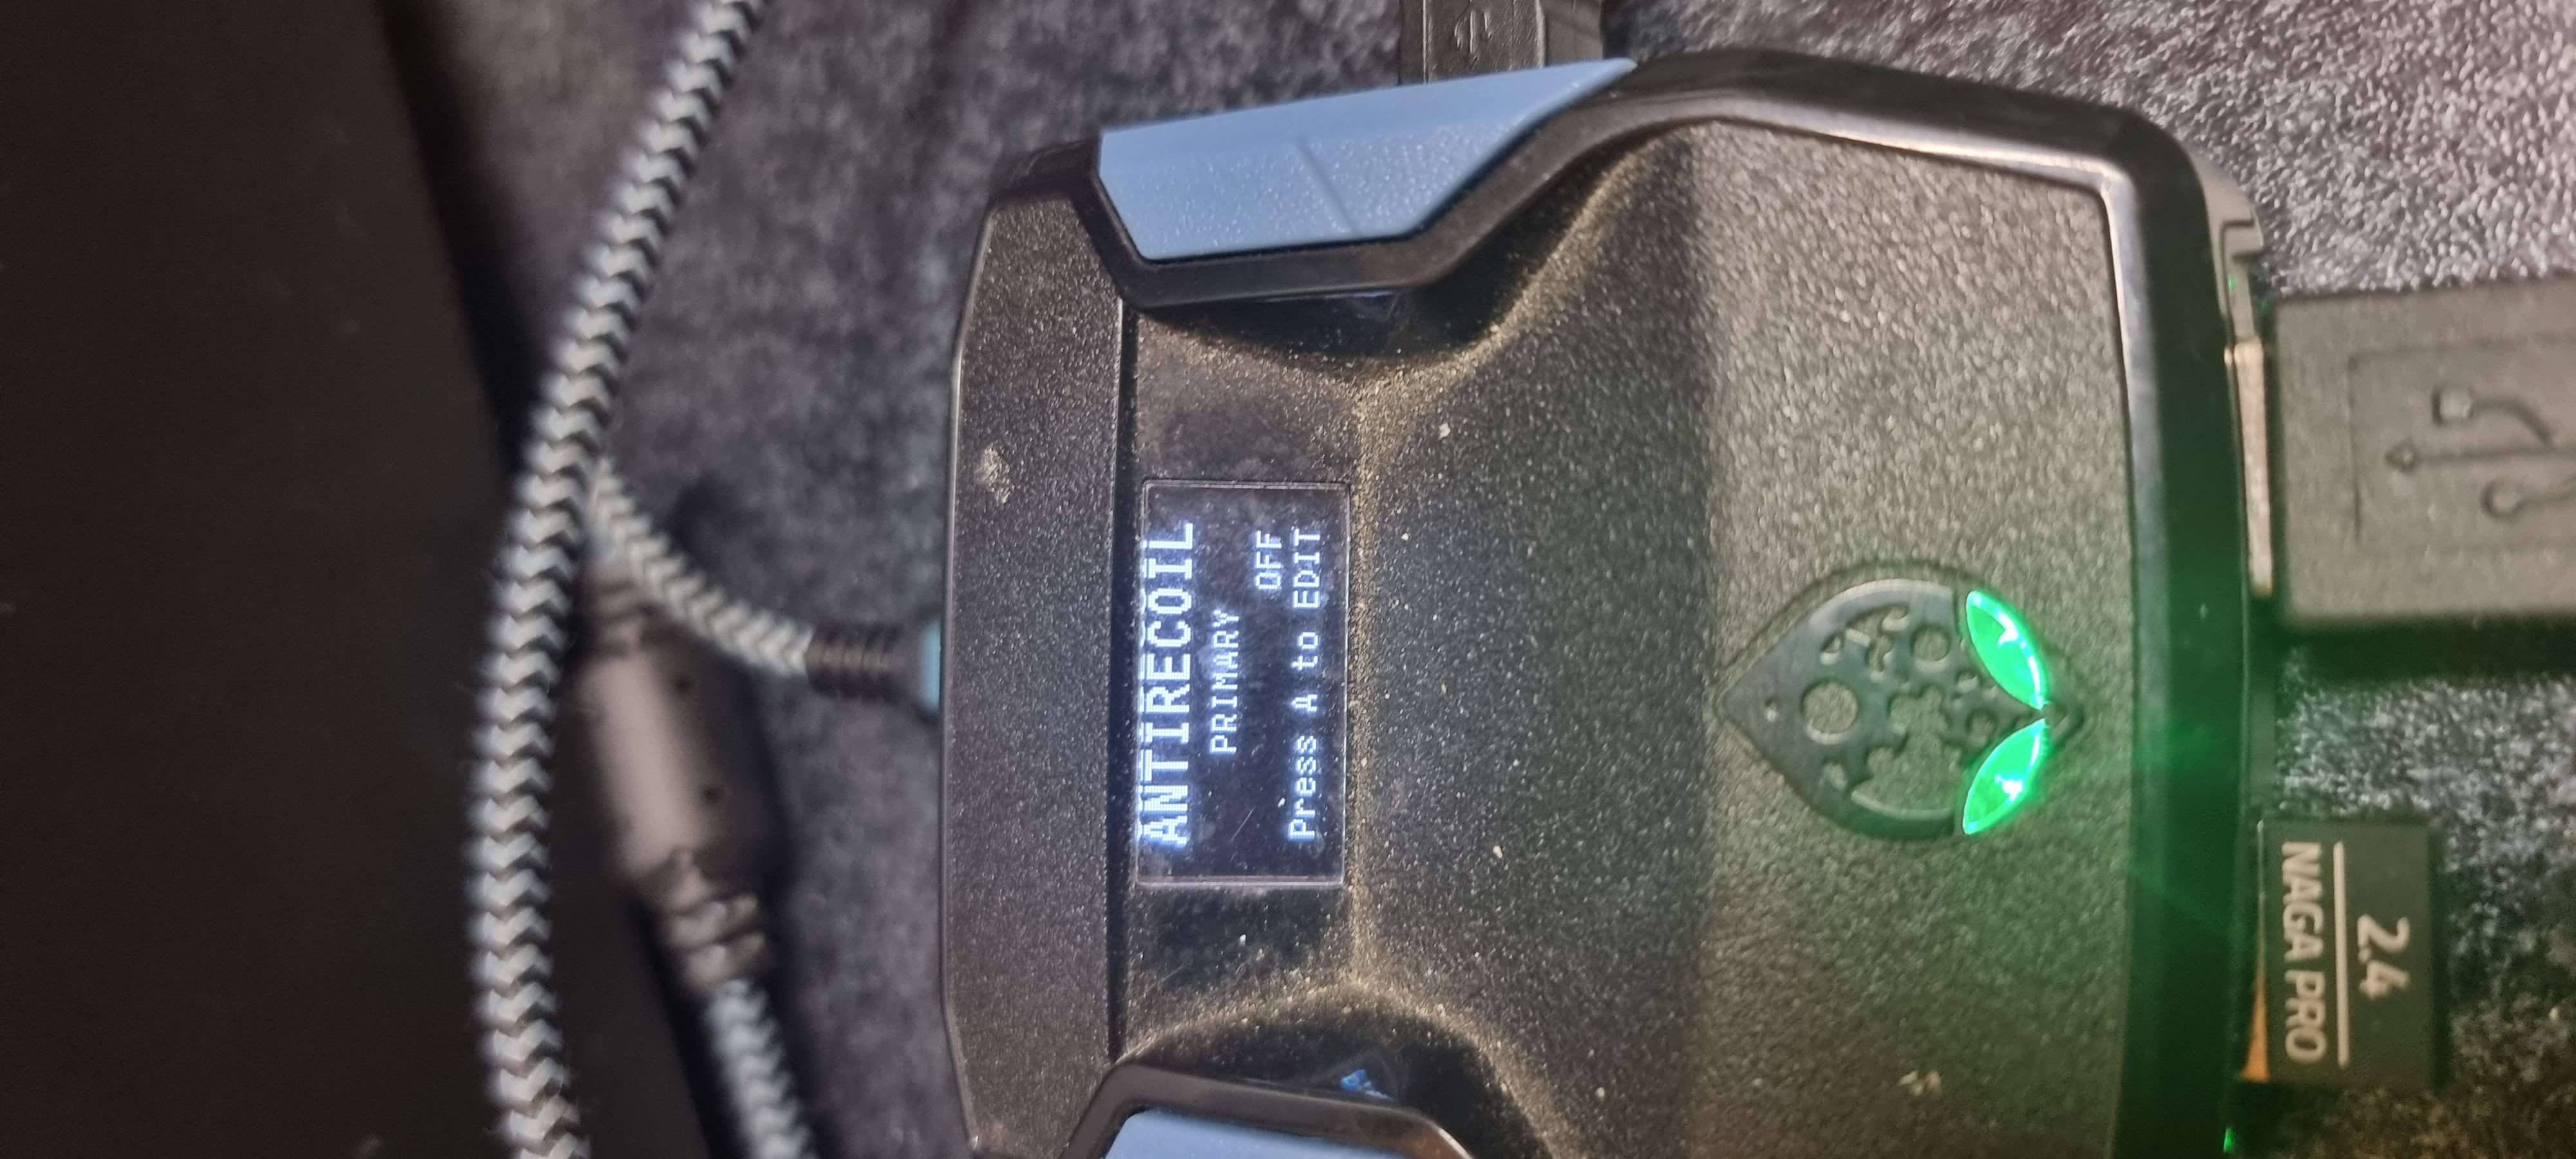 ANTIRECOIL
PRIMARY
OFF
Press A to EDIT
NAGA PRO
2.4